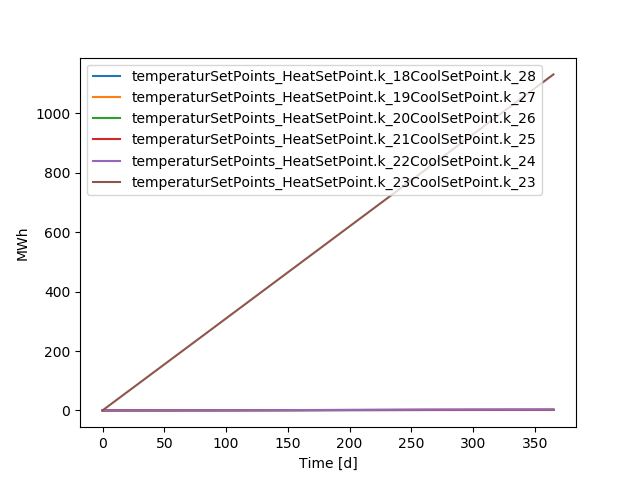 temperaturSetPoints_HeatSetPoint.k_18CoolSetPoint.k_28
temperaturSetPoints_HeatSetPoint.k_19CoolSetPoint.k_27
temperaturSetPoints_HeatSetPoint.k_20CoolSetPoint.k_26
temperaturSetPoints_HeatSetPoint.k_21CoolSetPoint.k_25
temperaturSetPoints_HeatSetPoint.k_22CoolSetPoint.k_24
temperaturSetPoints_HeatSetPoint.k_23CoolSetPoint.k_23
MWh
1000
800
600
400
200
0
0 50 100 150 200 250 300 350
Time [d]